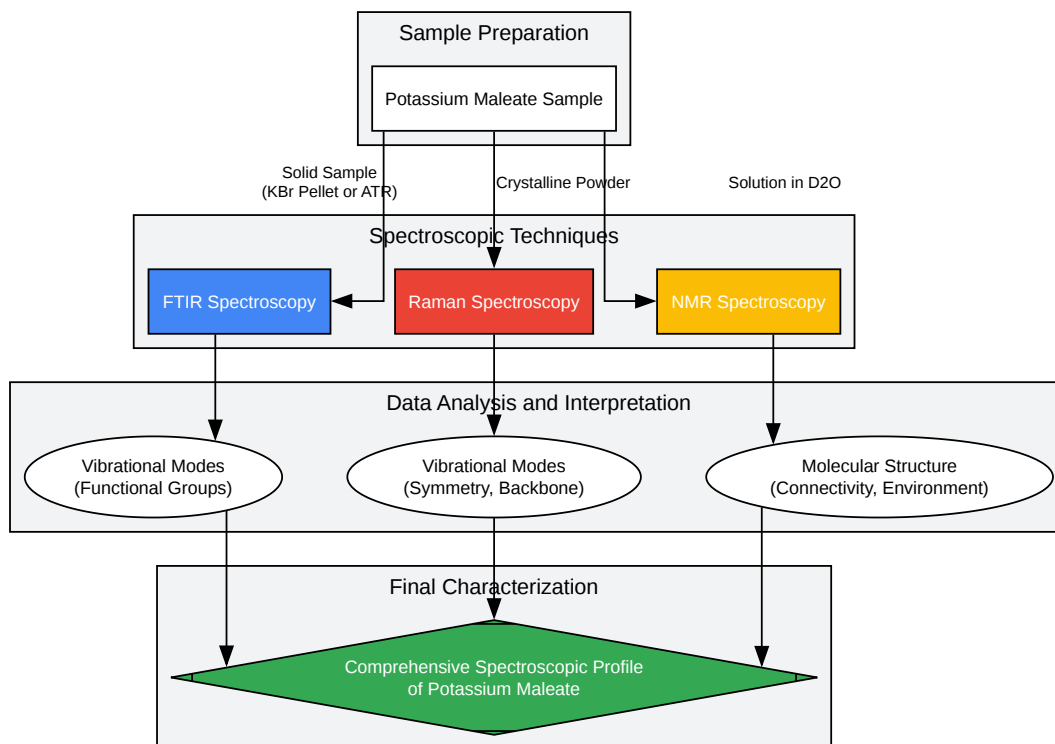 Sample Preparation
Potassium Maleate Sample
Solid Sample
(KBr Pellet or ATR)
Crystalline Powder
Solution in D2O
Spectroscopic Techniques
FTIR Spectroscopy
Raman Spectroscopy
NMR Spectroscopy
Data Analysis and Interpretation
Vibrational Modes
(Functional Groups)
Vibrational Modes
(Symmetry, Backbone)
Molecular Structure
(Connectivity, Environment)
Final Characterization
Comprehensive Spectroscopic Profile
of Potassium Maleate